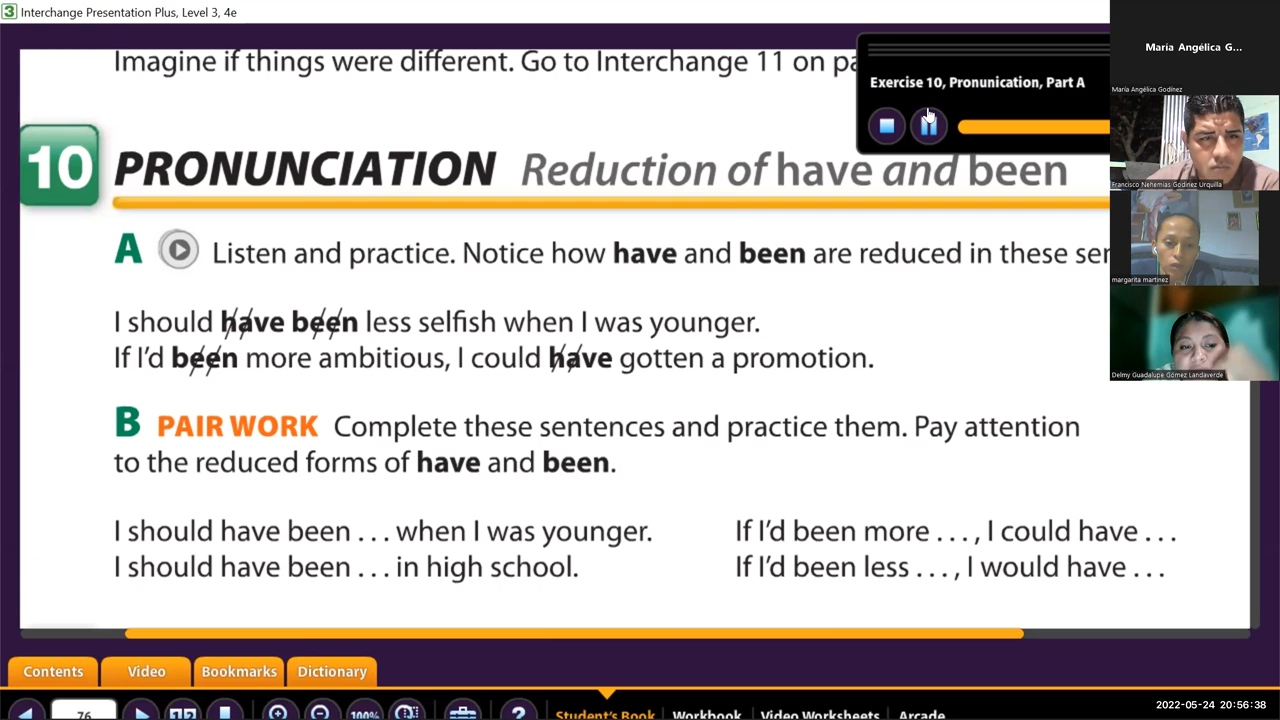 3 Interchange Presentation Plus, Level 3, 4e
Imagine if things were different. Go to Interchange 11 on pa
Exercise 10, Pronunication, Part A
10 PRONUNCIATION Reduction of have and been
A Listen and practice. Notice how have and been are reduced in these sen
I should have been less selfish when I was younger.
If I'd been more ambitious, I could have gotten a promotion.
B PAIR WORK Complete these sentences and practice them. Pay attention
to the reduced forms of have and been.
I should have been . . . when I was younger.
I should have been . . . in high school.
If I'd been more . . . , I could have . . .
If I'd been less . . . , I would have . . .
María Angélica G...
María Angélica Godínez
Francisco Nehemias Godinez Urquilla
margarita martinez
Delmy Guadalupe Gómez Landaverde
Contents Video Bookmarks Dictionary
76 100% ? Student's Book Workbook Video Worksheets Arcade
2022-05-24 20:56:38